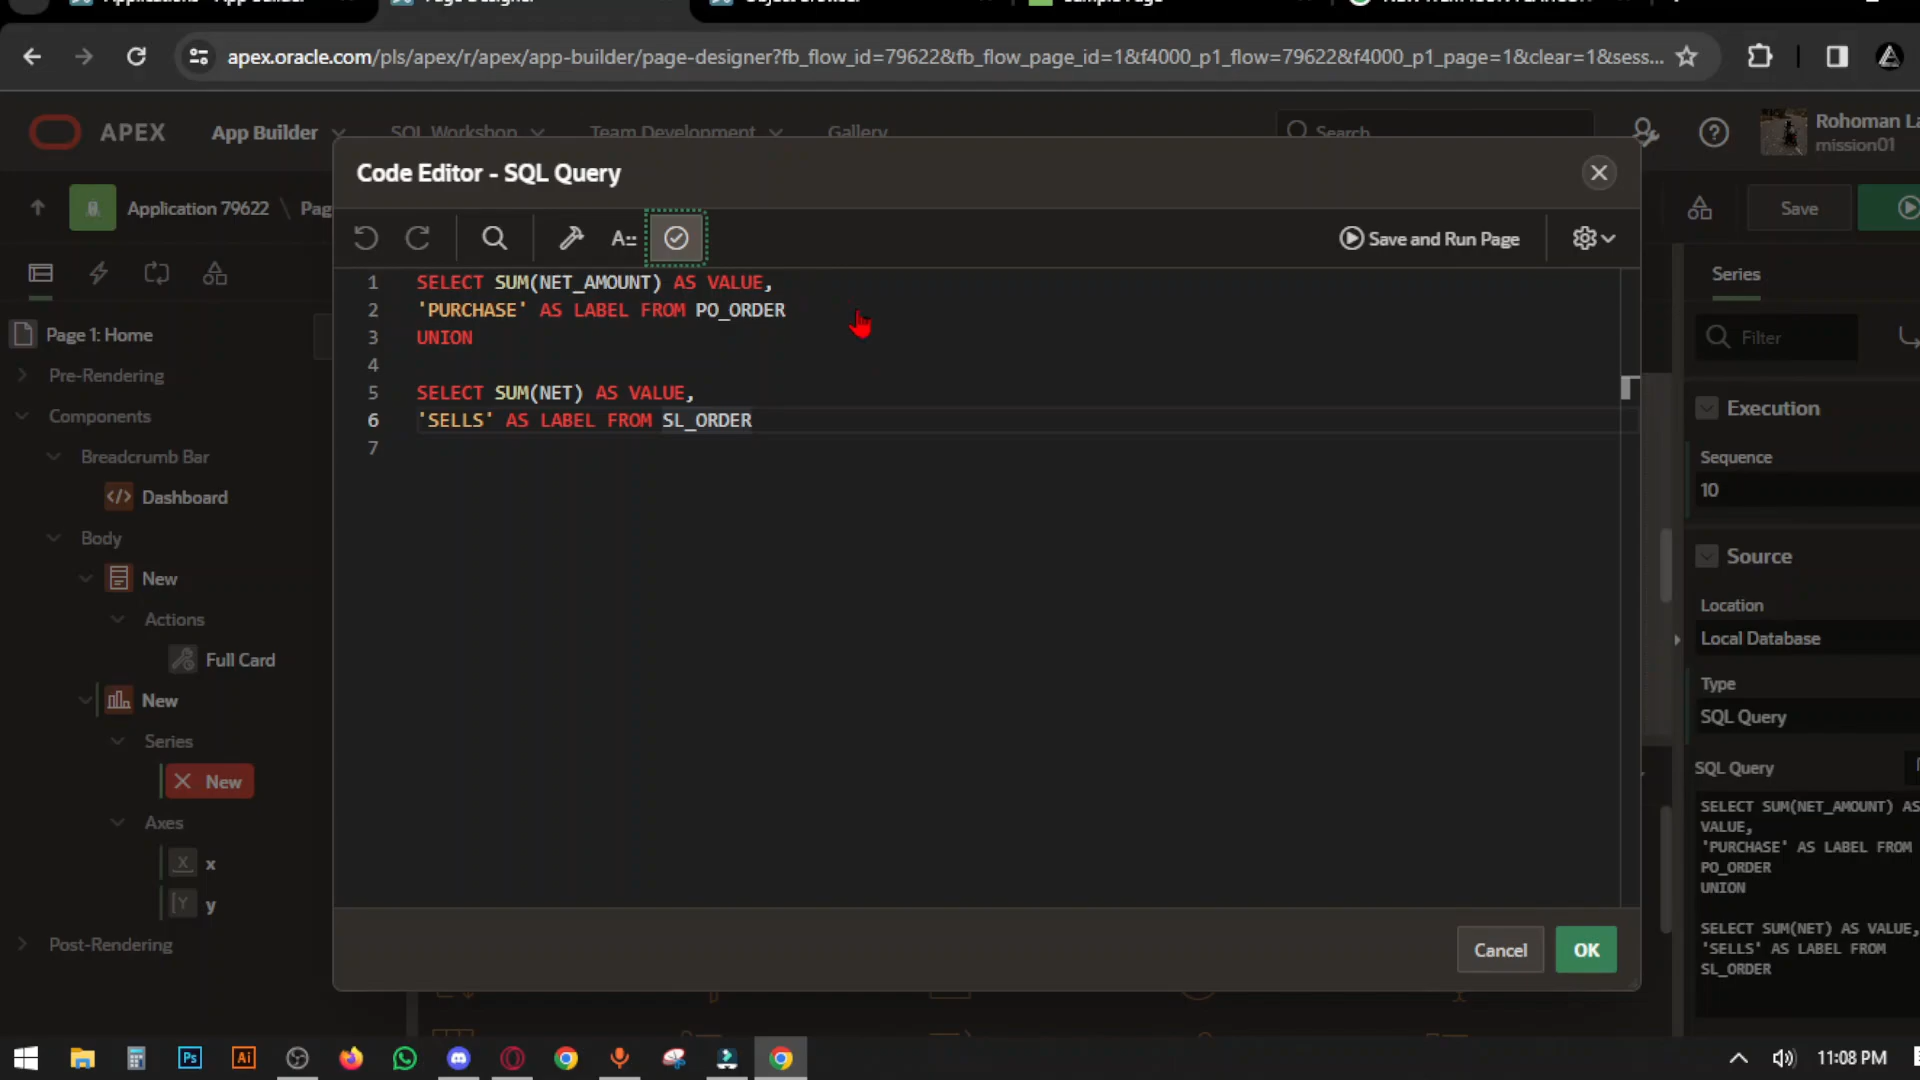 apex.oracle.com/pls/apex/r/apex/app-builder/page-designer?fb_flow_id=79622&fb_flow_page_id=1&f4000_p1_flow=79622&f4000_p1_page=1&clear=1&sess...
APEX App Builder SQL Workshop Team Development Gallery Search Rohoman La
mission01
Application 79622 \ Pag Save
Code Editor - SQL Query
Save and Run Page
1 SELECT SUM(NET_AMOUNT) AS VALUE,
2 'PURCHASE' AS LABEL FROM PO_ORDER
3 UNION
4
5 SELECT SUM(NET) AS VALUE,
6 'SELLS' AS LABEL FROM SL_ORDER
7
Cancel OK
Page 1: Home
Pre-Rendering
Components
Breadcrumb Bar
Dashboard
Body
New
Actions
Full Card
New
Series
New
Axes
x
y
Post-Rendering
Series
Filter
Execution
Sequence
10
Source
Location
Local Database
Type
SQL Query
SQL Query
SELECT SUM(NET_AMOUNT) AS
VALUE,
'PURCHASE' AS LABEL FROM
PO_ORDER
UNION
SELECT SUM(NET) AS VALUE,
'SELLS' AS LABEL FROM
SL_ORDER
Ps Ai 11:08 PM